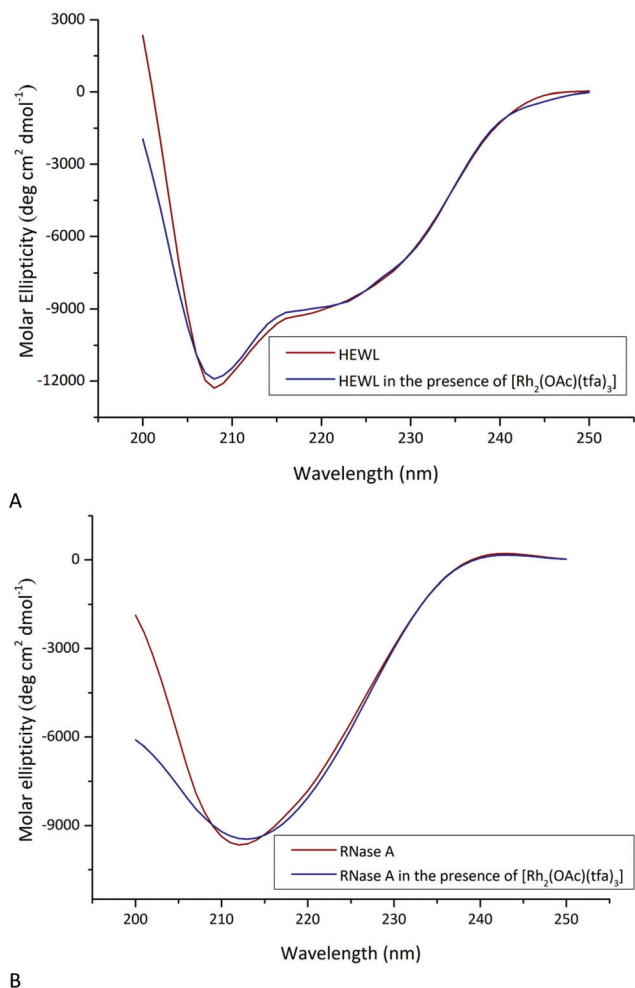 3000
0
-3000
-6000
-9000
-12000
Molar Ellipticity (deg cm² dmol⁻¹)
HEWL
HEWL in the presence of [Rh₂(OAc)(tfa)₃]
200 210 220 230 240 250
Wavelength (nm)
A
0
-3000
-6000
-9000
Molar ellipticity (deg cm² dmol⁻¹)
RNase A
RNase A in the presence of [Rh₂(OAc)(tfa)₃]
200 210 220 230 240 250
Wavelength (nm)
B